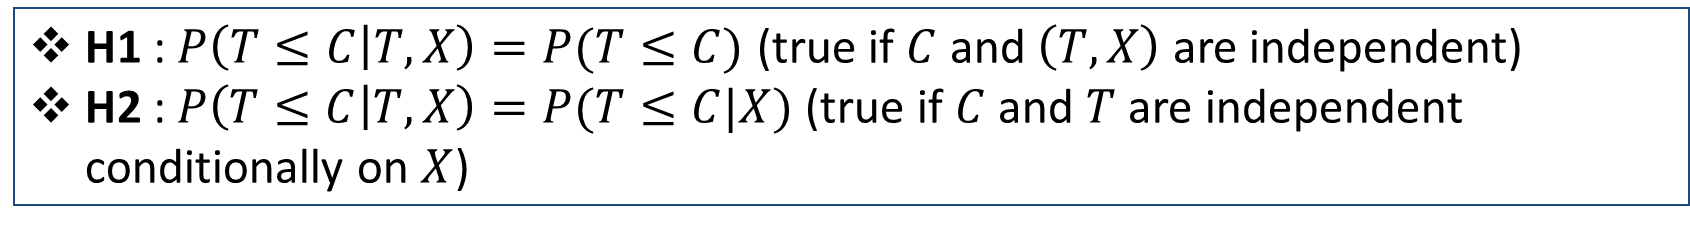 ❖ H1 : P(T ≤ C|T, X) = P(T ≤ C) (true if C and (T, X) are independent)
❖ H2 : P(T ≤ C|T, X) = P(T ≤ C|X) (true if C and T are independent
conditionally on X)